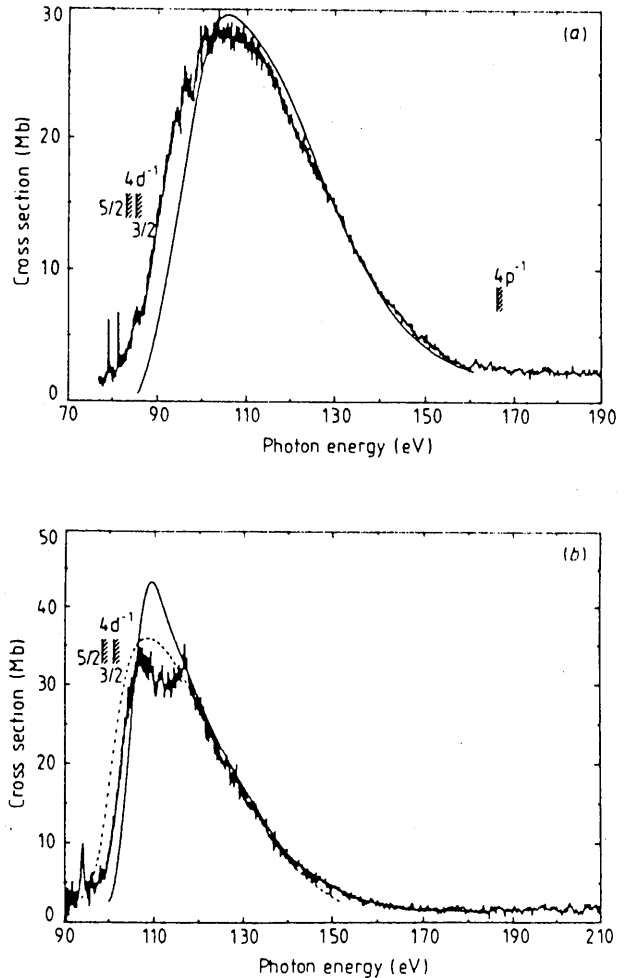 30
20
10
0
Cross section (Mb)
(a)
4d⁻¹
5/2
3/2
4p⁻¹
70 90 110 130 150 170 190
Photon energy (eV)
50
40
30
20
10
0
Cross section (Mb)
(b)
4d⁻¹
5/2
3/2
90 110 130 150 170 190 210
Photon energy (eV)